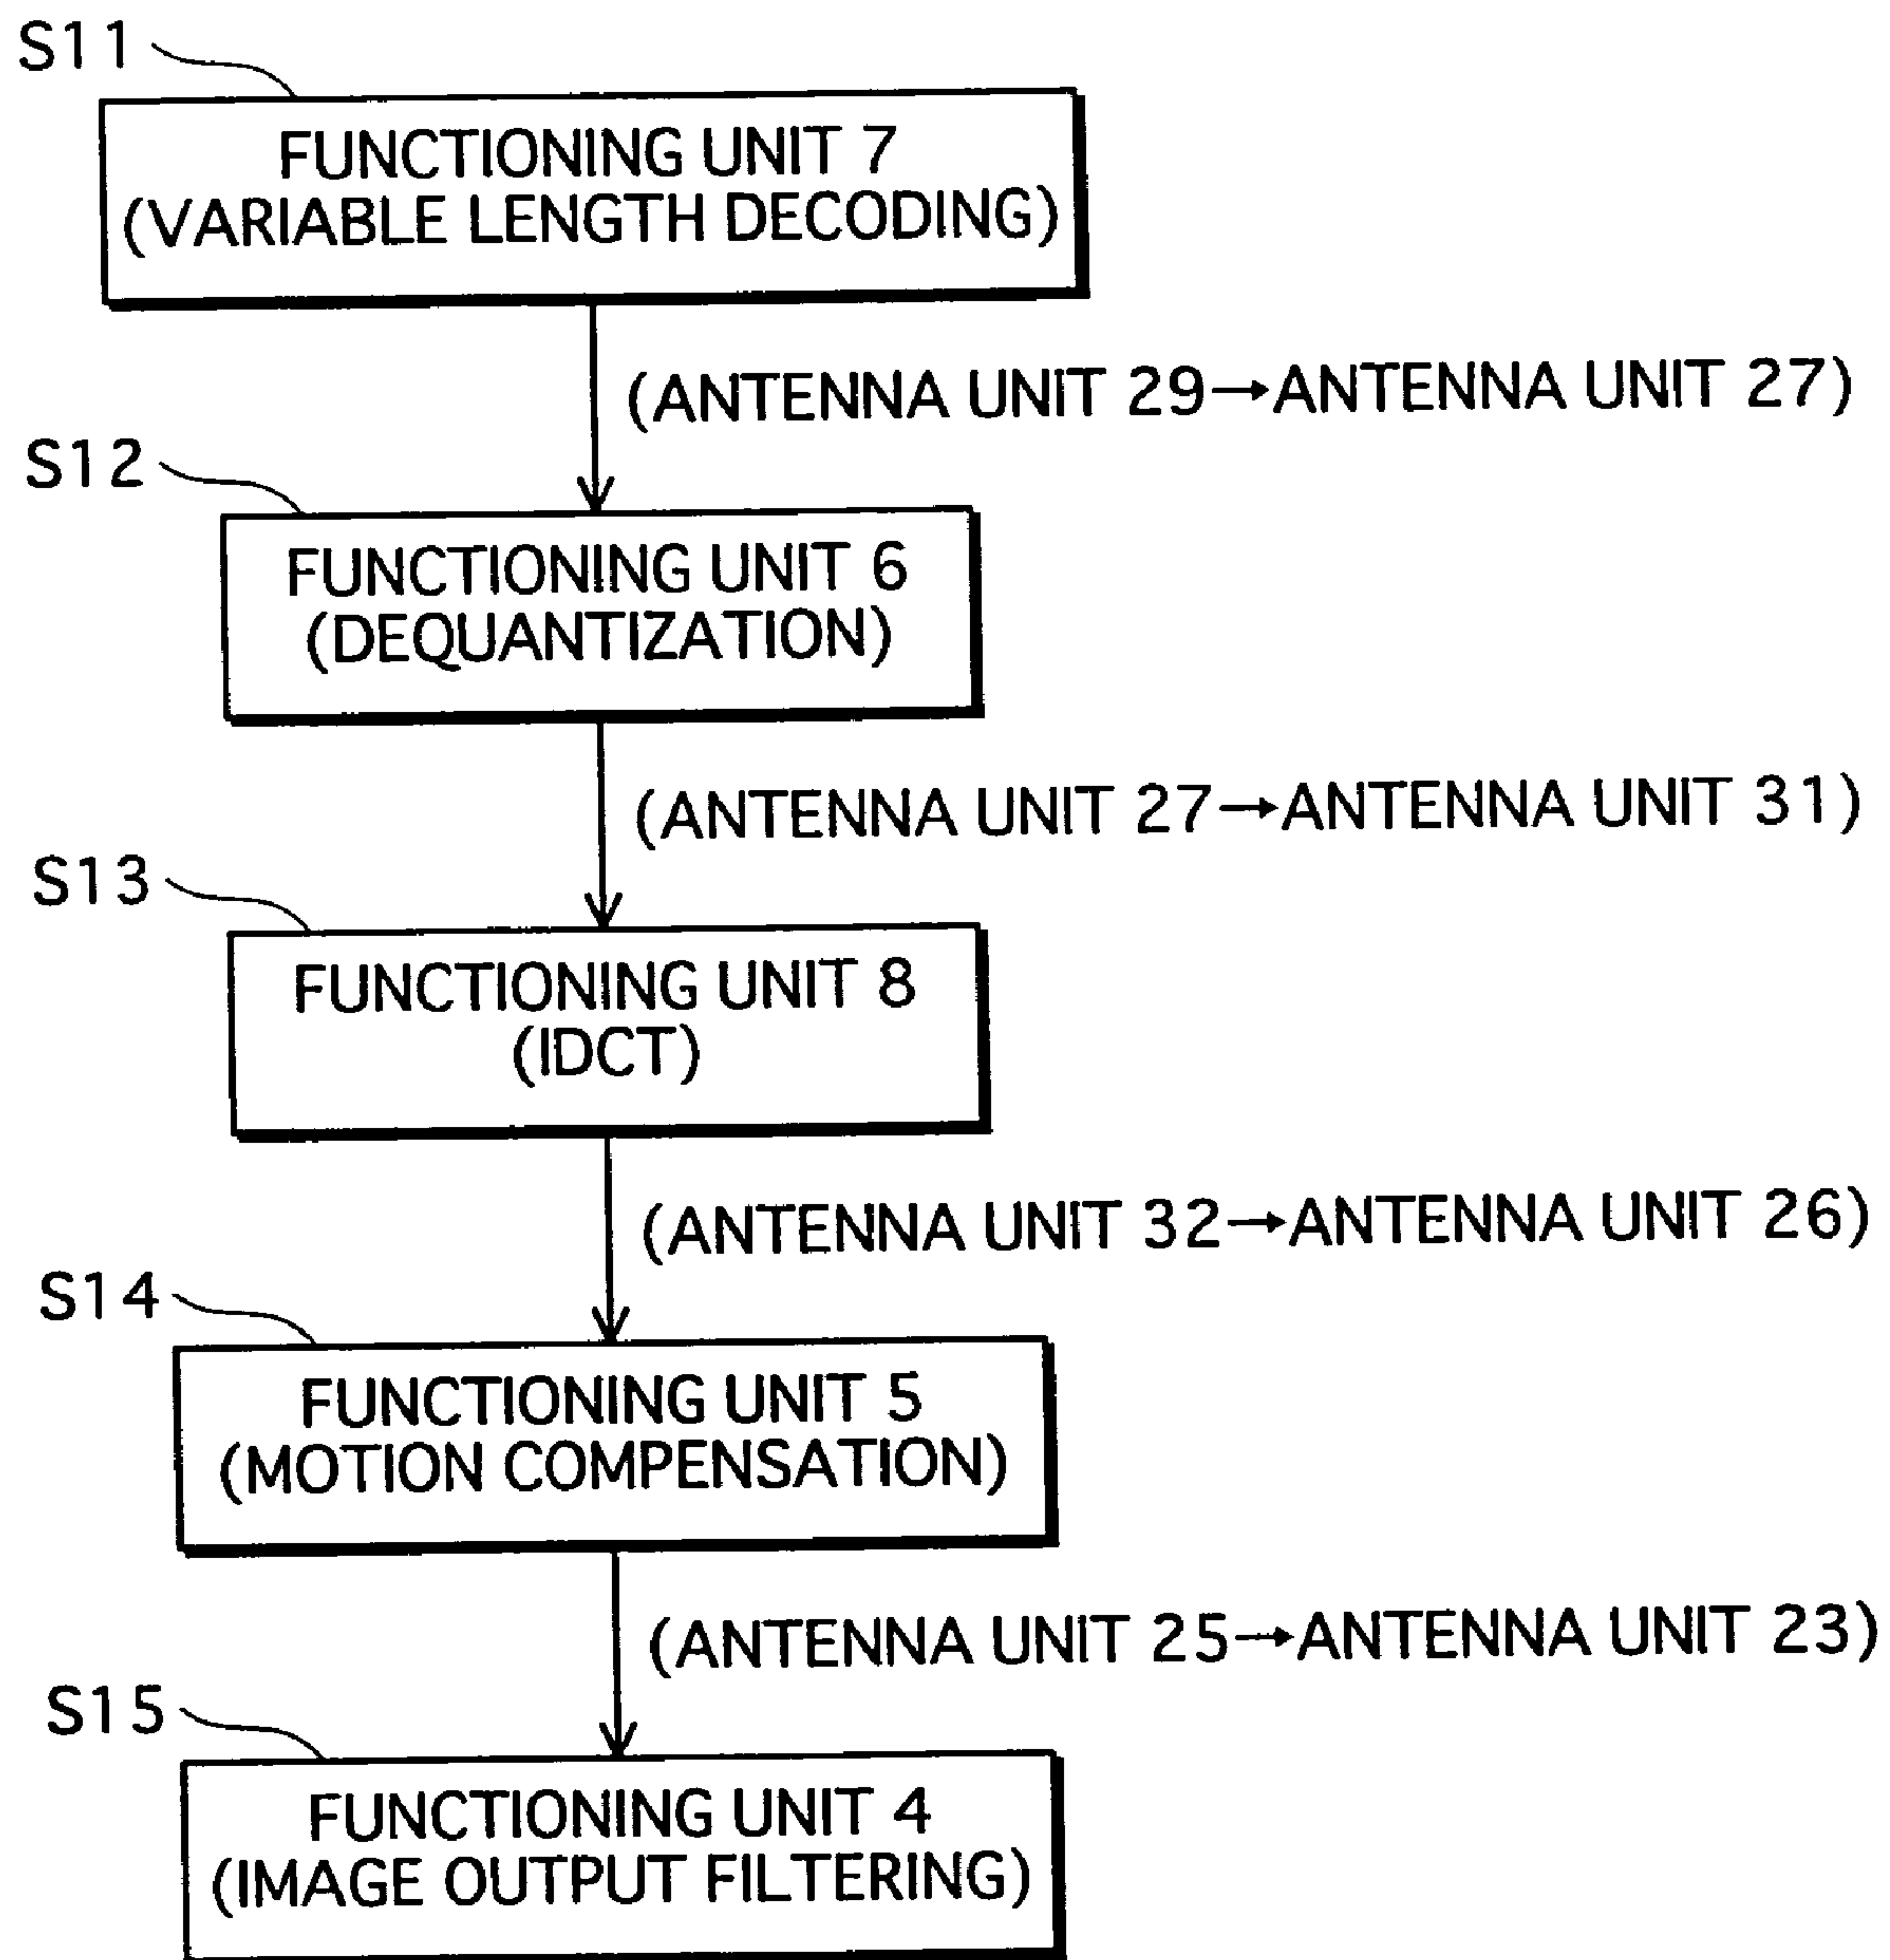 S11
FUNCTIONING UNIT 7
(VARIABLE LENGTH DECODING)
(ANTENNA UNIT 29→ANTENNA UNIT 27)
S12
FUNCTIONING UNIT 6
(DEQUANTIZATION)
(ANTENNA UNIT 27→ANTENNA UNIT 31)
S13
FUNCTIONING UNIT 8
(IDCT)
(ANTENNA UNIT 32→ANTENNA UNIT 26)
S14
FUNCTIONING UNIT 5
(MOTION COMPENSATION)
(ANTENNA UNIT 25→ANTENNA UNIT 23)
S15
FUNCTIONING UNIT 4
(IMAGE OUTPUT FILTERING)